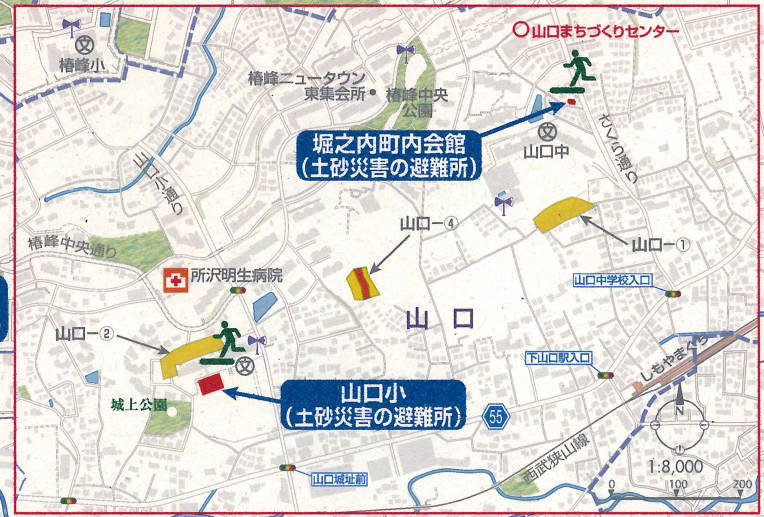 山口まちづくりセンター
文
椿峰小
椿峰ニュータウン
東集会所
椿峰中央
公園
堀之内町内会館
(土砂災害の避難所)
文
山口中
さくら通り
山口小通り
椿峰中央通り
山口ー④
山口ー①
所沢明生病院
山口中学校入口
山口
山口ー②
文
下山口駅入口
しもやまぐち
城上公園
山口小
(土砂災害の避難所)
55
N
西武狭山線
山口城址前
1:8,000
0 100 200